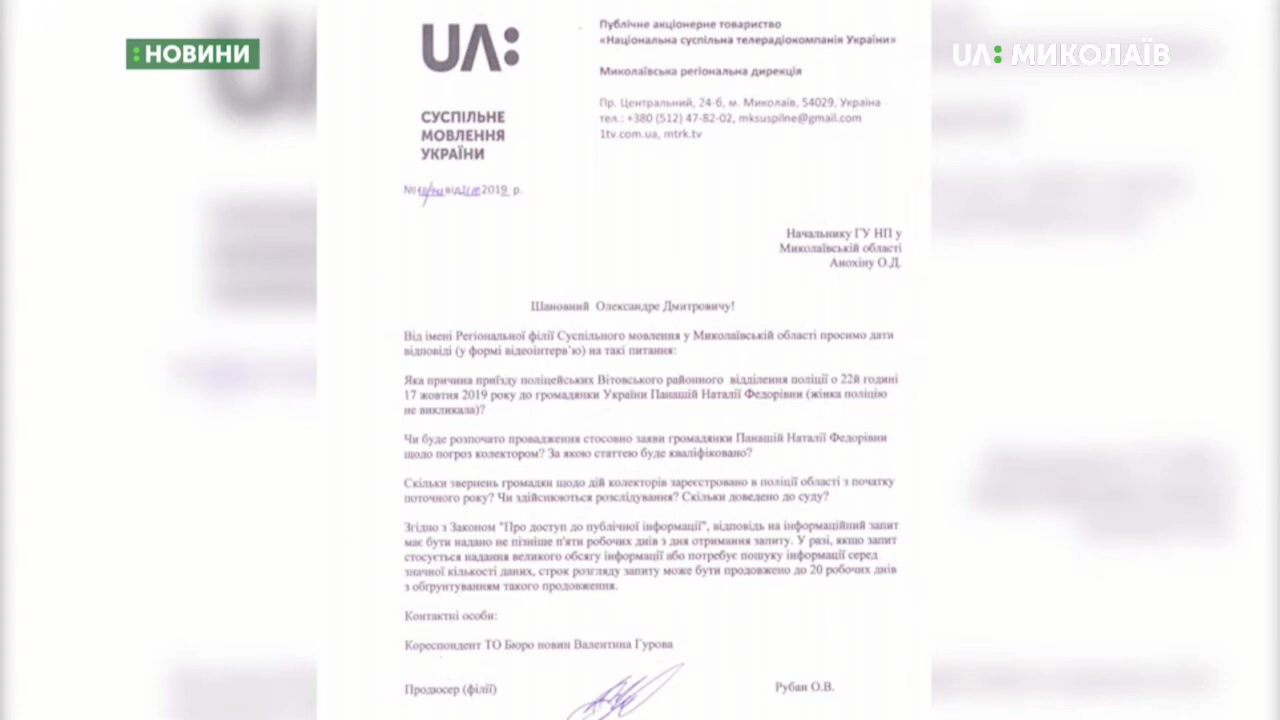 :НОВИНИ
UA: МИКОЛАЇВ
UA:
СУСПІЛЬНЕ
МОВЛЕННЯ
УКРАЇНИ
Публічне акціонерне товариство
«Національна суспільна телерадіокомпанія України»
Миколаївська регіональна дирекція
Пр. Центральний, 24-б, м. Миколаїв, 54029, Україна
тел.: +380 (512) 47-82-02, mksuspilne@gmail.com
1tv.com.ua, mtrk.tv
№ від 2019 р.
Начальнику ГУ НП у
Миколаївській області
Анохіну О.Д.
Шановний Олександре Дмитровичу!
Від імені Регіональної філії Суспільного мовлення у Миколаївській області просимо дати
відповіді (у формі відеоінтерв'ю) на такі питання:
Яка причина приїзду поліцейських Вітовського районного відділення поліції о 22й годині
17 жовтня 2019 року до громадянки України Панашій Наталії Федорівни (жінка поліцію
не викликала)?
Чи буде розпочато провадження стосовно заяви громадянки Панашій Наталії Федорівни
щодо погроз колектором? За якою статтею буде кваліфіковано?
Скільки звернень громадян щодо дій колекторів зареєстровано в поліції області з початку
поточного року? Чи здійснюються розслідування? Скільки доведено до суду?
Згідно з Законом "Про доступ до публічної інформації", відповідь на інформаційний запит
має бути надано не пізніше п'яти робочих днів з дня отримання запиту. У разі, якщо запит
стосується надання великого обсягу інформації або потребує пошуку інформації серед
значної кількості даних, строк розгляду запиту може бути продовжено до 20 робочих днів
з обґрунтуванням такого продовження.
Контактні особи:
Кореспондент ТО Бюро новин Валентина Гурова
Продюсер (філії) Рубан О.В.